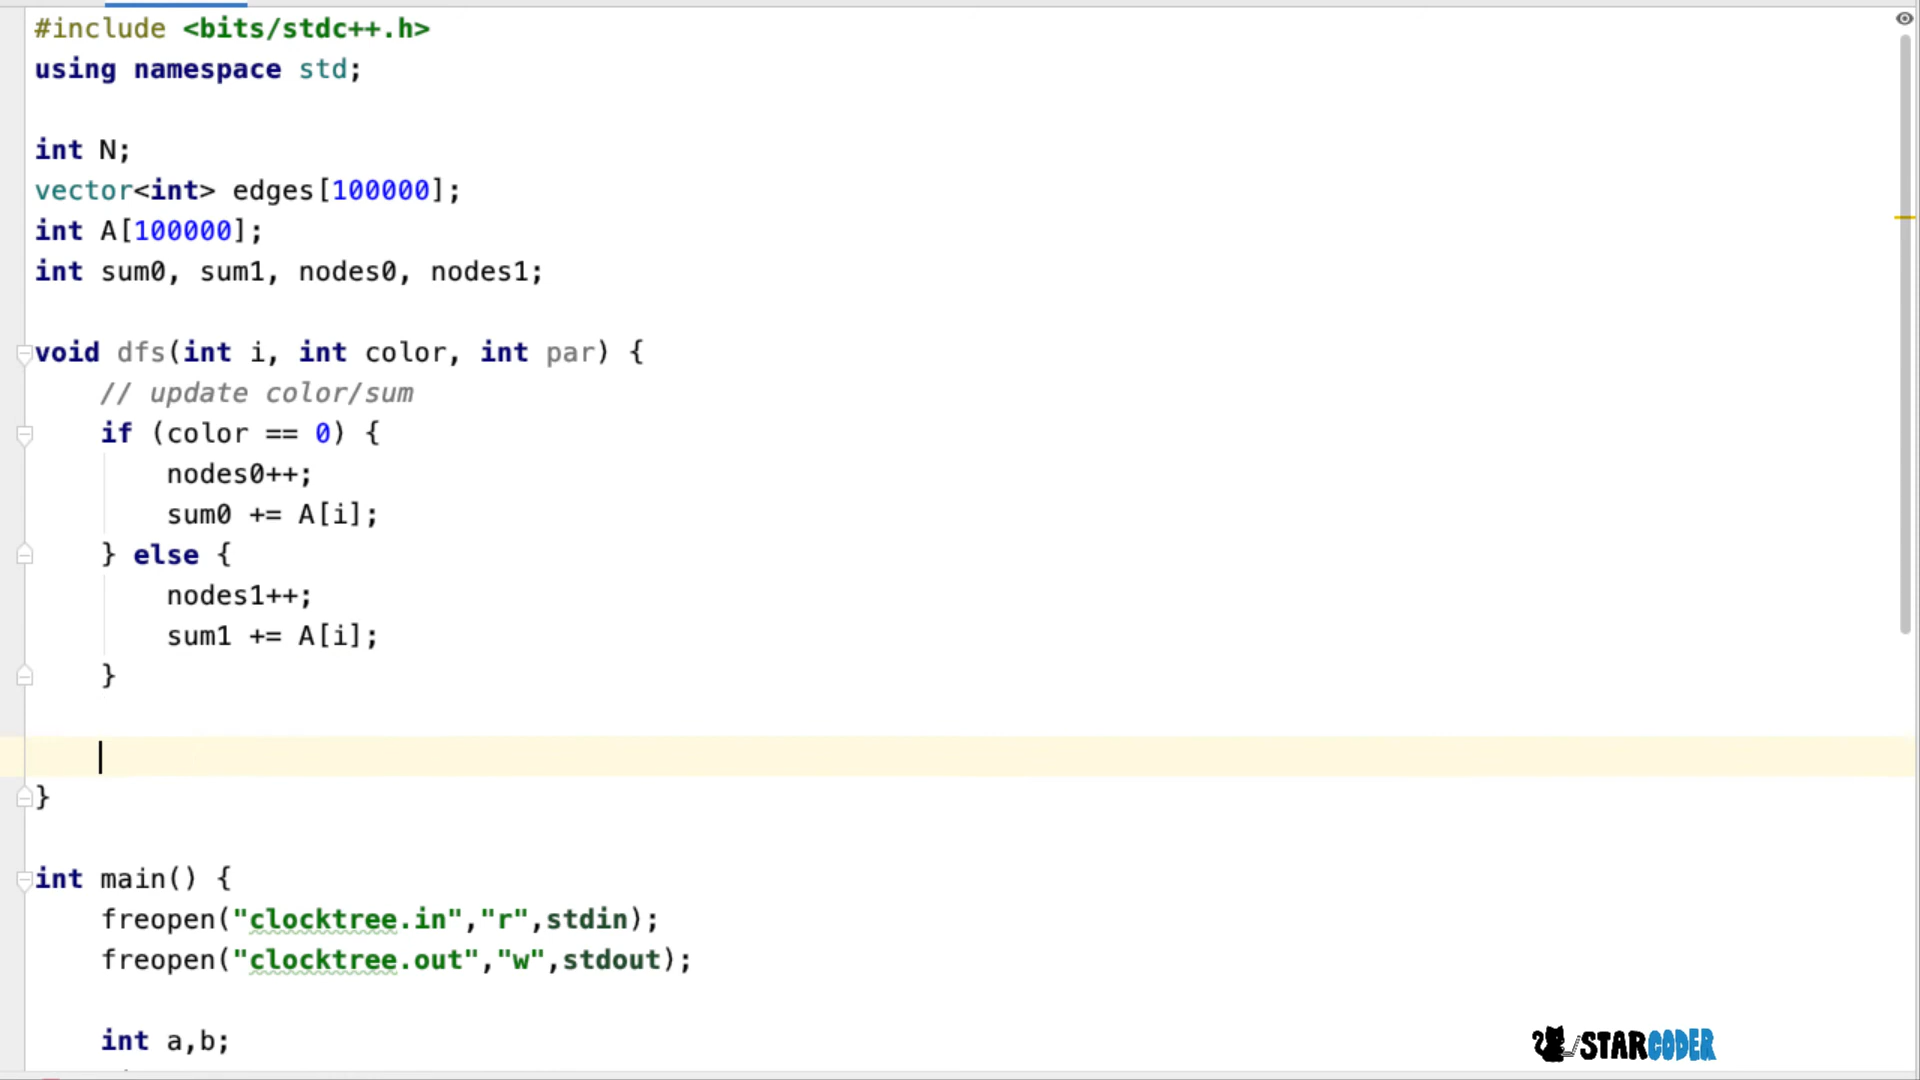 #include <bits/stdc++.h>
using namespace std;
int N;
vector<int> edges[100000];
int A[100000];
int sum0, sum1, nodes0, nodes1;
void dfs(int i, int color, int par) {
// update color/sum
if (color == 0) {
nodes0++;
sum0 += A[i];
} else {
nodes1++;
sum1 += A[i];
}
}
int main() {
freopen("clocktree.in","r",stdin);
freopen("clocktree.out","w",stdout);
int a,b;
STARCODER